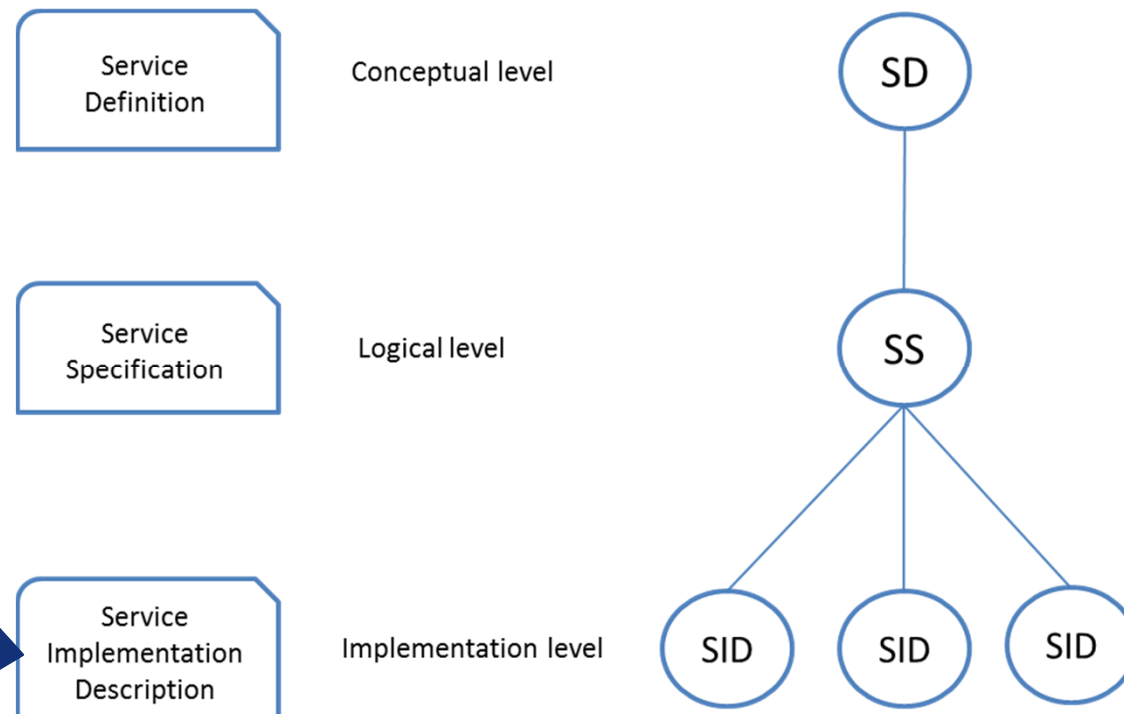 Service
Definition
Conceptual level
SD
Service
Specification
Logical level
SS
Service
Implementation
Description
Implementation level
SID
SID
SID